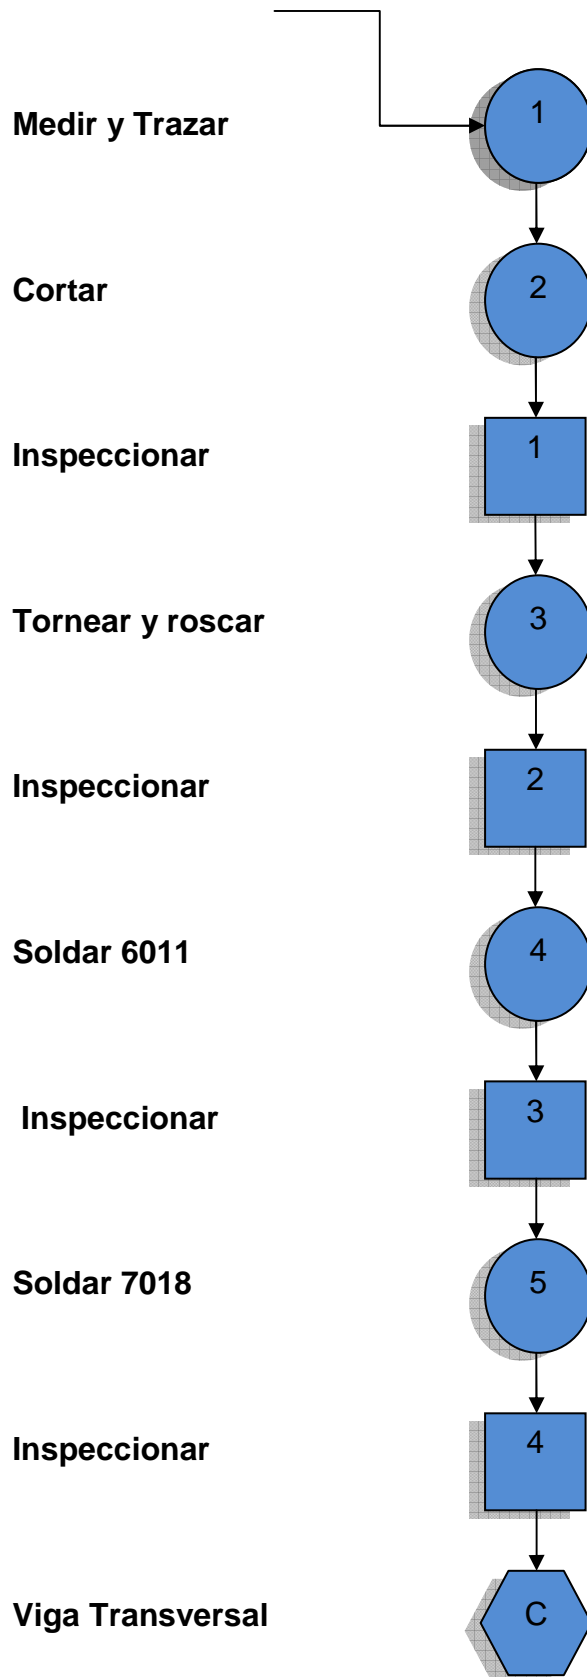 Medir y Trazar 1
Cortar 2
Inspeccionar 1
Tornear y roscar 3
Inspeccionar 2
Soldar 6011 4
Inspeccionar 3
Soldar 7018 5
Inspeccionar 4
Viga Transversal C